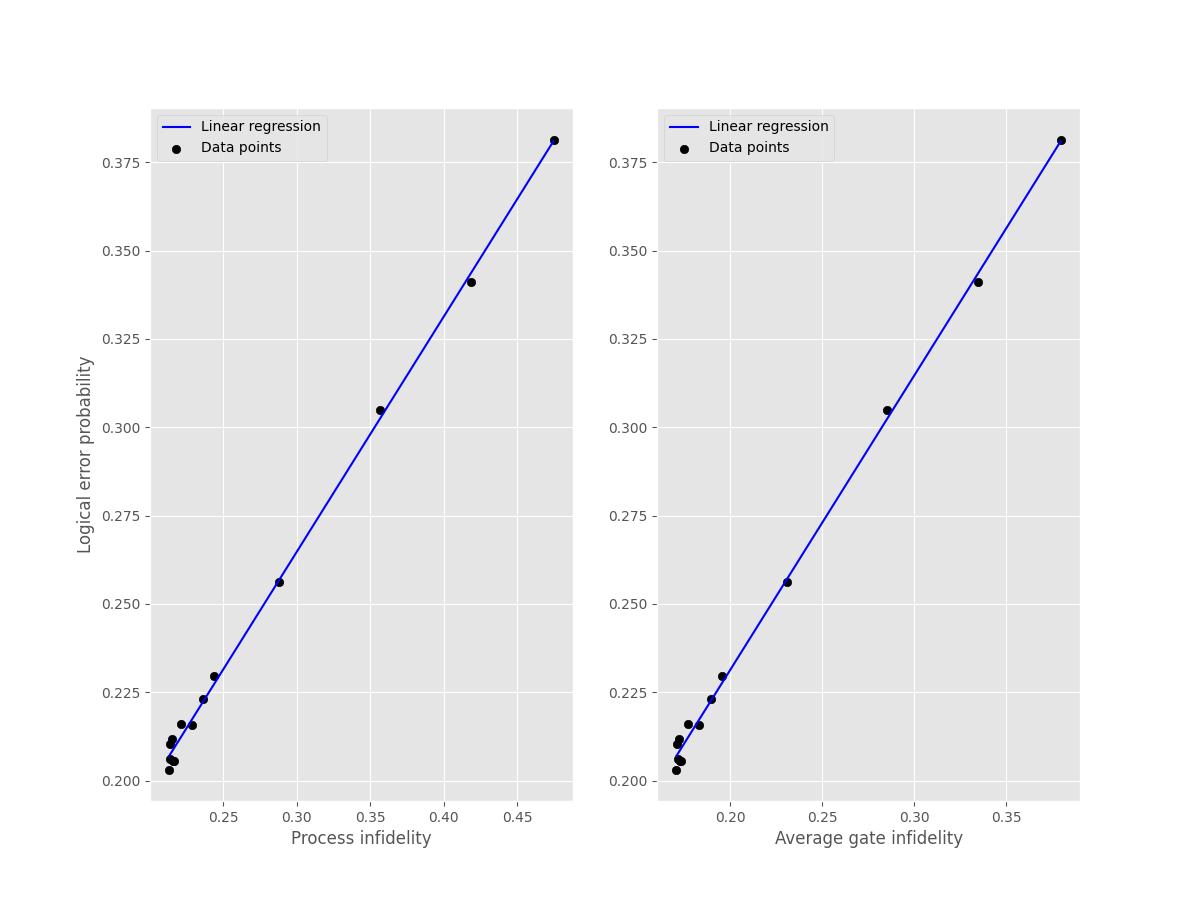 Linear regression
Data points
0.375
0.350
0.325
0.300
0.275
0.250
0.225
0.200
Logical error probability
0.25 0.30 0.35 0.40 0.45
Process infidelity
Linear regression
Data points
0.375
0.350
0.325
0.300
0.275
0.250
0.225
0.200
0.20 0.25 0.30 0.35
Average gate infidelity